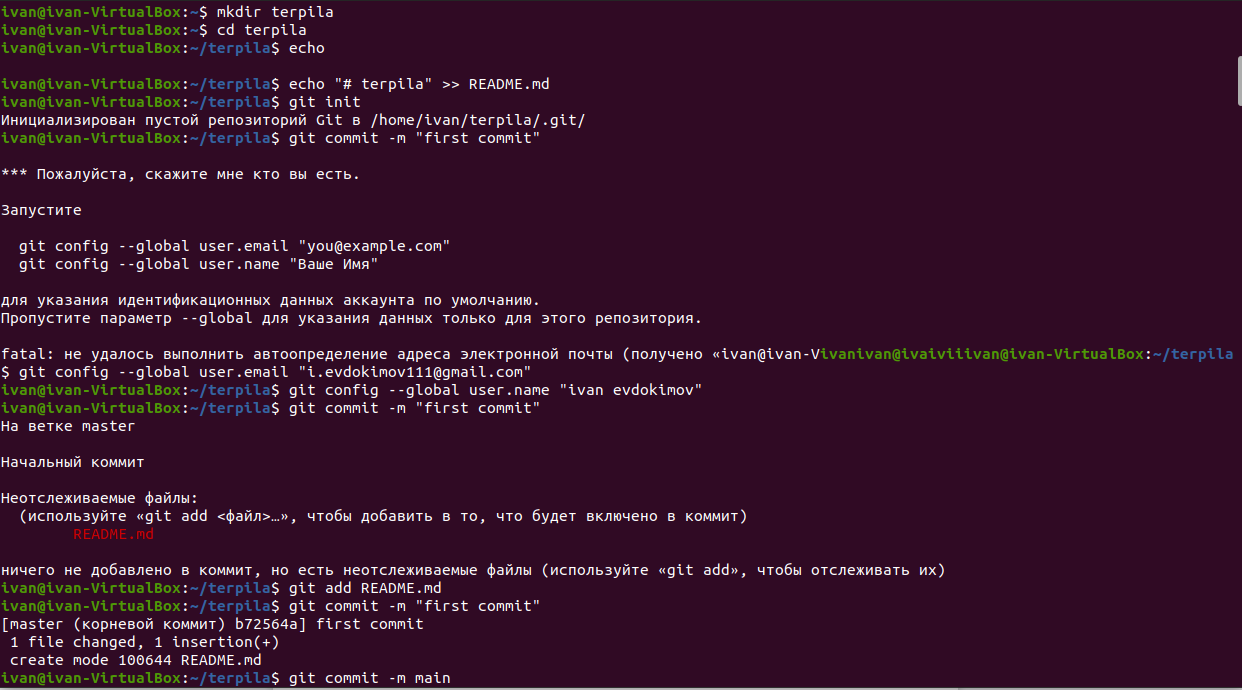 ivan@ivan-VirtualBox:~$ mkdir terpila
ivan@ivan-VirtualBox:~$ cd terpila
ivan@ivan-VirtualBox:~/terpila$ echo
ivan@ivan-VirtualBox:~/terpila$ echo "# terpila" >> README.md
ivan@ivan-VirtualBox:~/terpila$ git init
Инициализирован пустой репозиторий Git в /home/ivan/terpila/.git/
ivan@ivan-VirtualBox:~/terpila$ git commit -m "first commit"
*** Пожалуйста, скажите мне кто вы есть.
Запустите
git config --global user.email "you@example.com"
git config --global user.name "Ваше Имя"
для указания идентификационных данных аккаунта по умолчанию.
Пропустите параметр --global для указания данных только для этого репозитория.
fatal: не удалось выполнить автоопределение адреса электронной почты (получено «ivan@ivan-Vivanivan@ivaiviiivan@ivan-VirtualBox:~/terpila
$ git config --global user.email "i.evdokimov111@gmail.com"
ivan@ivan-VirtualBox:~/terpila$ git config --global user.name "ivan evdokimov"
ivan@ivan-VirtualBox:~/terpila$ git commit -m "first commit"
На ветке master
Начальный коммит
Неотслеживаемые файлы:
(используйте «git add <файл>…», чтобы добавить в то, что будет включено в коммит)
README.md
ничего не добавлено в коммит, но есть неотслеживаемые файлы (используйте «git add», чтобы отслеживать их)
ivan@ivan-VirtualBox:~/terpila$ git add README.md
ivan@ivan-VirtualBox:~/terpila$ git commit -m "first commit"
[master (корневой коммит) b72564a] first commit
1 file changed, 1 insertion(+)
create mode 100644 README.md
ivan@ivan-VirtualBox:~/terpila$ git commit -m main